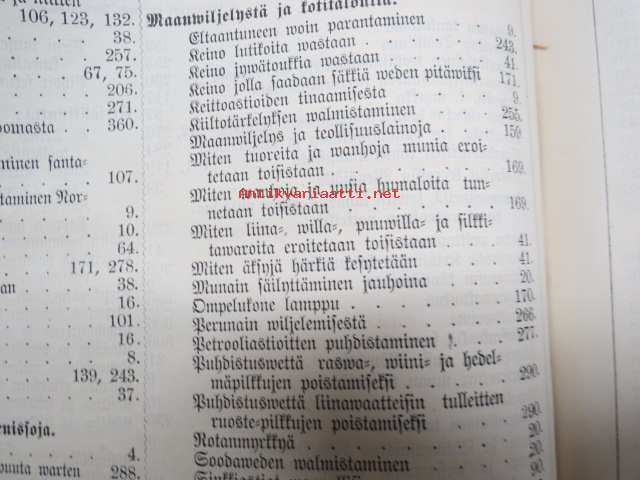 106, 123, 132.
38.
257.
67, 75.
206.
271.
360.
107.
9.
10.
64.
171, 278.
38.
16.
101.
16.
8.
139, 243.
37.
4.
288.
Maanwiljelystä ja kotitaloutta.
Eltaantuneen woin parantaminen 9.
Keino lutikoita wastaan . . . . 243.
Keino jywätoukkia wastaan . . . 41.
Keino jolla saadaan säkkiä weden pitäwiksi 171.
Keittoastioiden tinaamisesta . . . 9.
Kiiltotärkelyksen walmistaminen . . 255.
Maanwiljelys ja teollisuuslainoja . . 159.
Miten tuoreita ja wanhoja munia eroi-
tetaan toisistaan . . . . . 169.
Miten wanhoja ja uusia humaloita tun-
netaan toisistaan . . . . . 169.
Antikvariaatti.net
Miten liina-, willa-, puuwilla- ja silkki-
tawaroita eroitetaan toisistaan . . . 41.
Miten äksyjä härkiä kesytetään . . 41.
Munain säilyttäminen jauhoina . . 20.
Ompelukone lamppu . . . . . 170.
Perunain wiljelemisestä . . . . 266.
Petrooliastioitten puhdistaminen . . 277.
Puhdistuswettä raswa-, wiini- ja hedel-
mäpilkkujen poistamiseksi . . . . 290.
Puhdistuswettä liinawaatteisin tulleitten
ruoste-pilkkujen poistamiseksi . . . 290.
Rotanmyrkkyä . . . . . . 20.
Soodaweden walmistaminen . . . 20.
90.